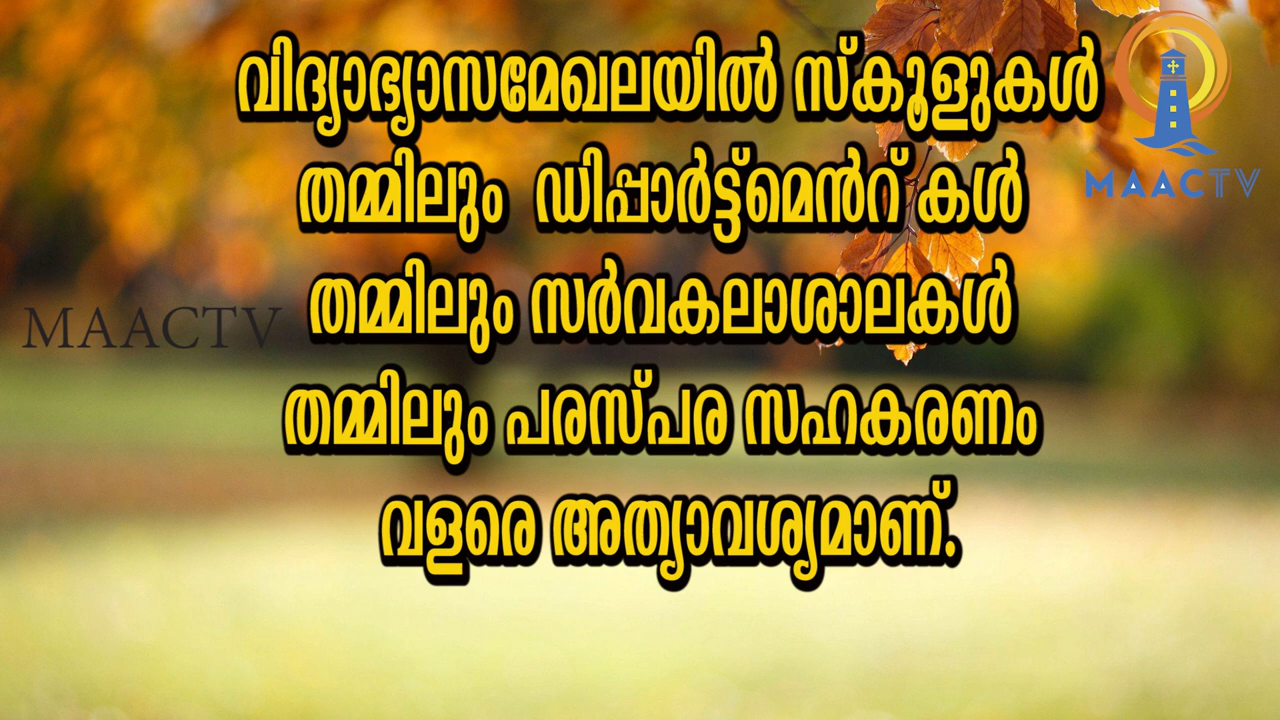 വിദ്യാഭ്യാസമേഖലയിൽ സ്കൂളുകൾ
തമ്മിലും ഡിപ്പാർട്ട്മെൻറ് കൾ
തമ്മിലും സർവകലാശാലകൾ
തമ്മിലും പരസ്പര സഹകരണം
വളരെ അത്യാവശ്യമാണ്.
MAACTV
MAACTV